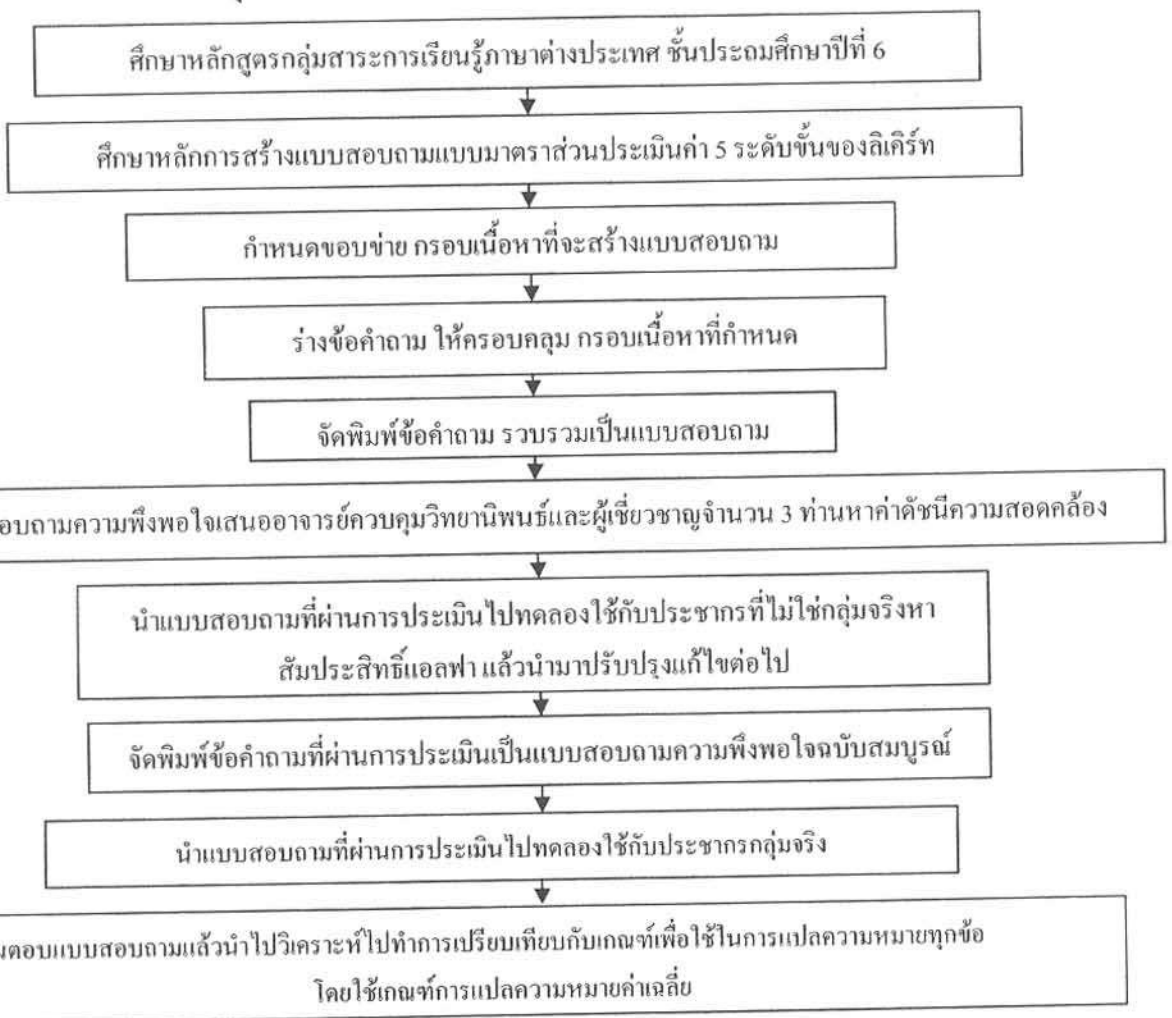 ศึกษาหลักสูตรกลุ่มสาระการเรียนรู้ภาษาต่างประเทศ ชั้นประถมศึกษาปีที่ 6
ศึกษาหลักการสร้างแบบสอบถามแบบมาตราส่วนประเมินค่า 5 ระดับขั้นของลิเคิร์ท
กำหนดขอบข่าย กรอบเนื้อหาที่จะสร้างแบบสอบถาม
ร่างข้อคำถาม ให้ครอบคลุม กรอบเนื้อหาที่กำหนด
จัดพิมพ์ข้อคำถาม รวบรวมเป็นแบบสอบถาม
อบถามความพึงพอใจเสนออาจารย์ควบคุมวิทยานิพนธ์และผู้เชี่ยวชาญจำนวน 3 ท่านหาค่าดัชนีความสอดคล้อง
นำแบบสอบถามที่ผ่านการประเมินไปทดลองใช้กับประชากรที่ไม่ใช่กลุ่มจริงหา
สัมประสิทธิ์แอลฟา แล้วนำมาปรับปรุงแก้ไขต่อไป
จัดพิมพ์ข้อคำถามที่ผ่านการประเมินเป็นแบบสอบถามความพึงพอใจฉบับสมบูรณ์
นำแบบสอบถามที่ผ่านการประเมินไปทดลองใช้กับประชากรกลุ่มจริง
ตอบแบบสอบถามแล้วนำไปวิเคราะห์ไปทำการเปรียบเทียบกับเกณฑ์เพื่อใช้ในการแปลความหมายทุกข้อ
โดยใช้เกณฑ์การแปลความหมายค่าเฉลี่ย